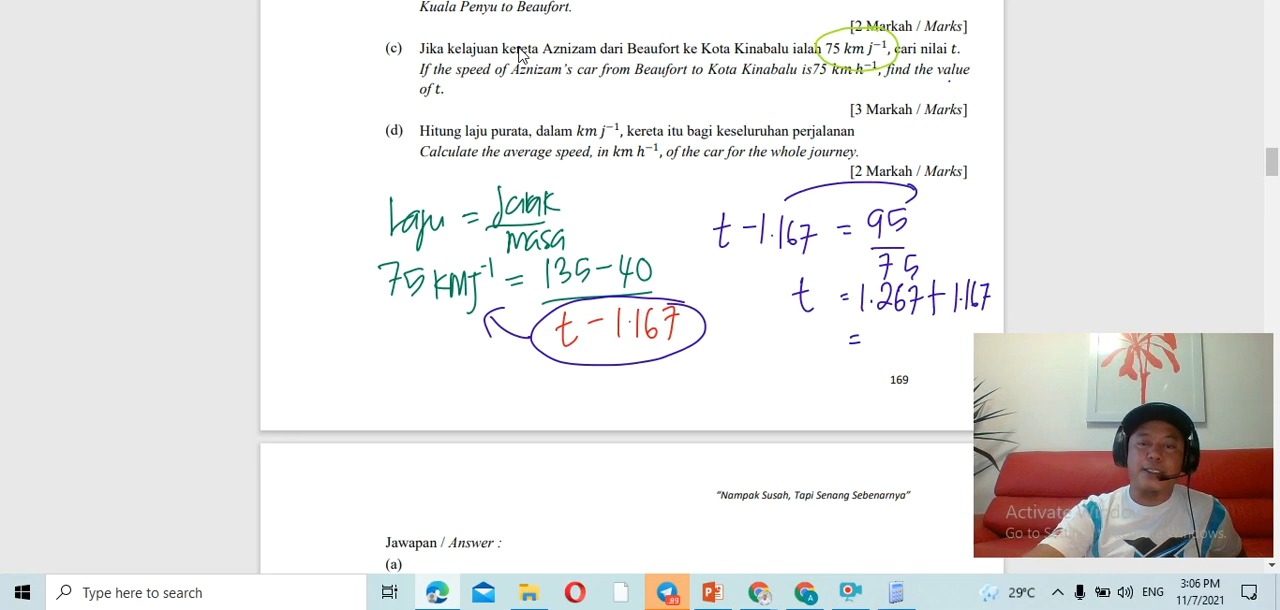 Kuala Penyu to Beaufort.
[2 Markah / Marks]
(c) Jika kelajuan kereta Aznizam dari Beaufort ke Kota Kinabalu ialah 75 km j⁻¹, cari nilai t.
If the speed of Aznizam's car from Beaufort to Kota Kinabalu is75 km h⁻¹, find the value
of t.
[3 Markah / Marks]
(d) Hitung laju purata, dalam km j⁻¹, kereta itu bagi keseluruhan perjalanan
Calculate the average speed, in km h⁻¹, of the car for the whole journey.
[2 Markah / Marks]
Laju = Jarak
masa
75 KMj⁻¹ = 135 - 40
t - 1.167
t - 1.167 = 95
75
t = 1.267 + 1.167
=
169
"Nampak Susah, Tapi Senang Sebenarnya"
Jawapan / Answer :
(a)
Type here to search
89
29°C
ENG
3:06 PM
11/7/2021